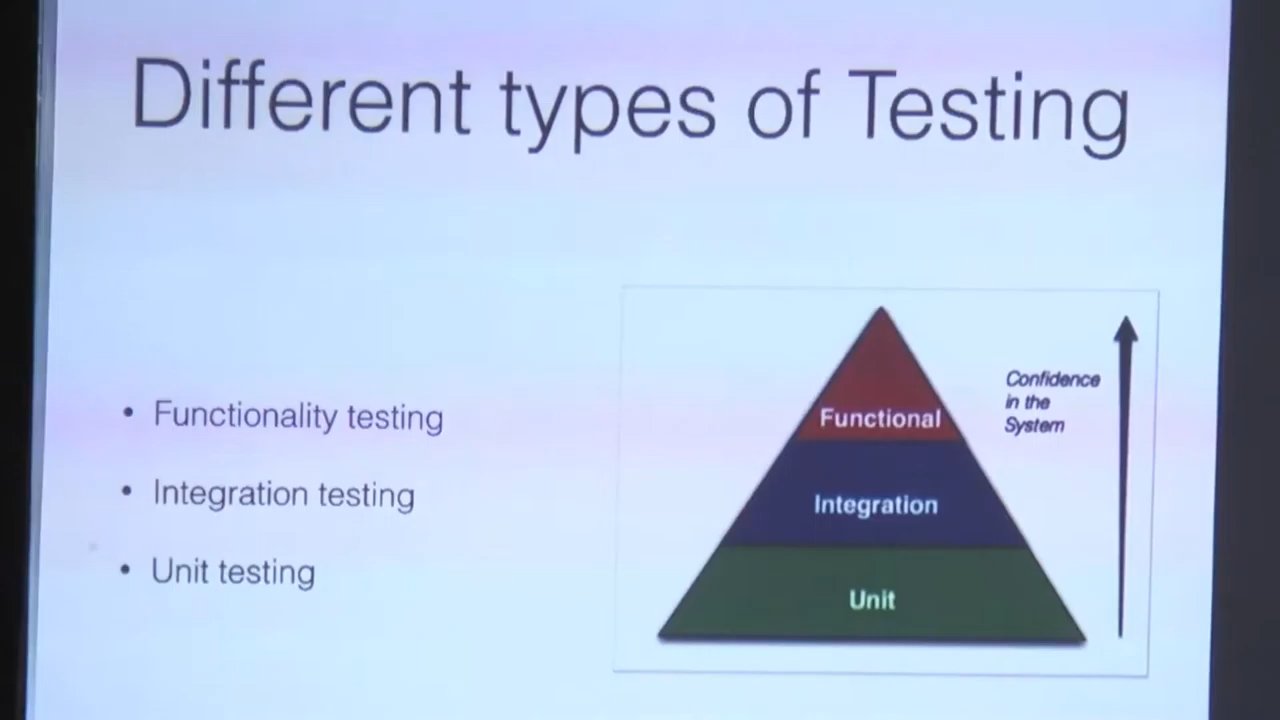 Different types of Testing
• Functionality testing
• Integration testing
• Unit testing
Functional
Integration
Unit
Confidence
in the
System